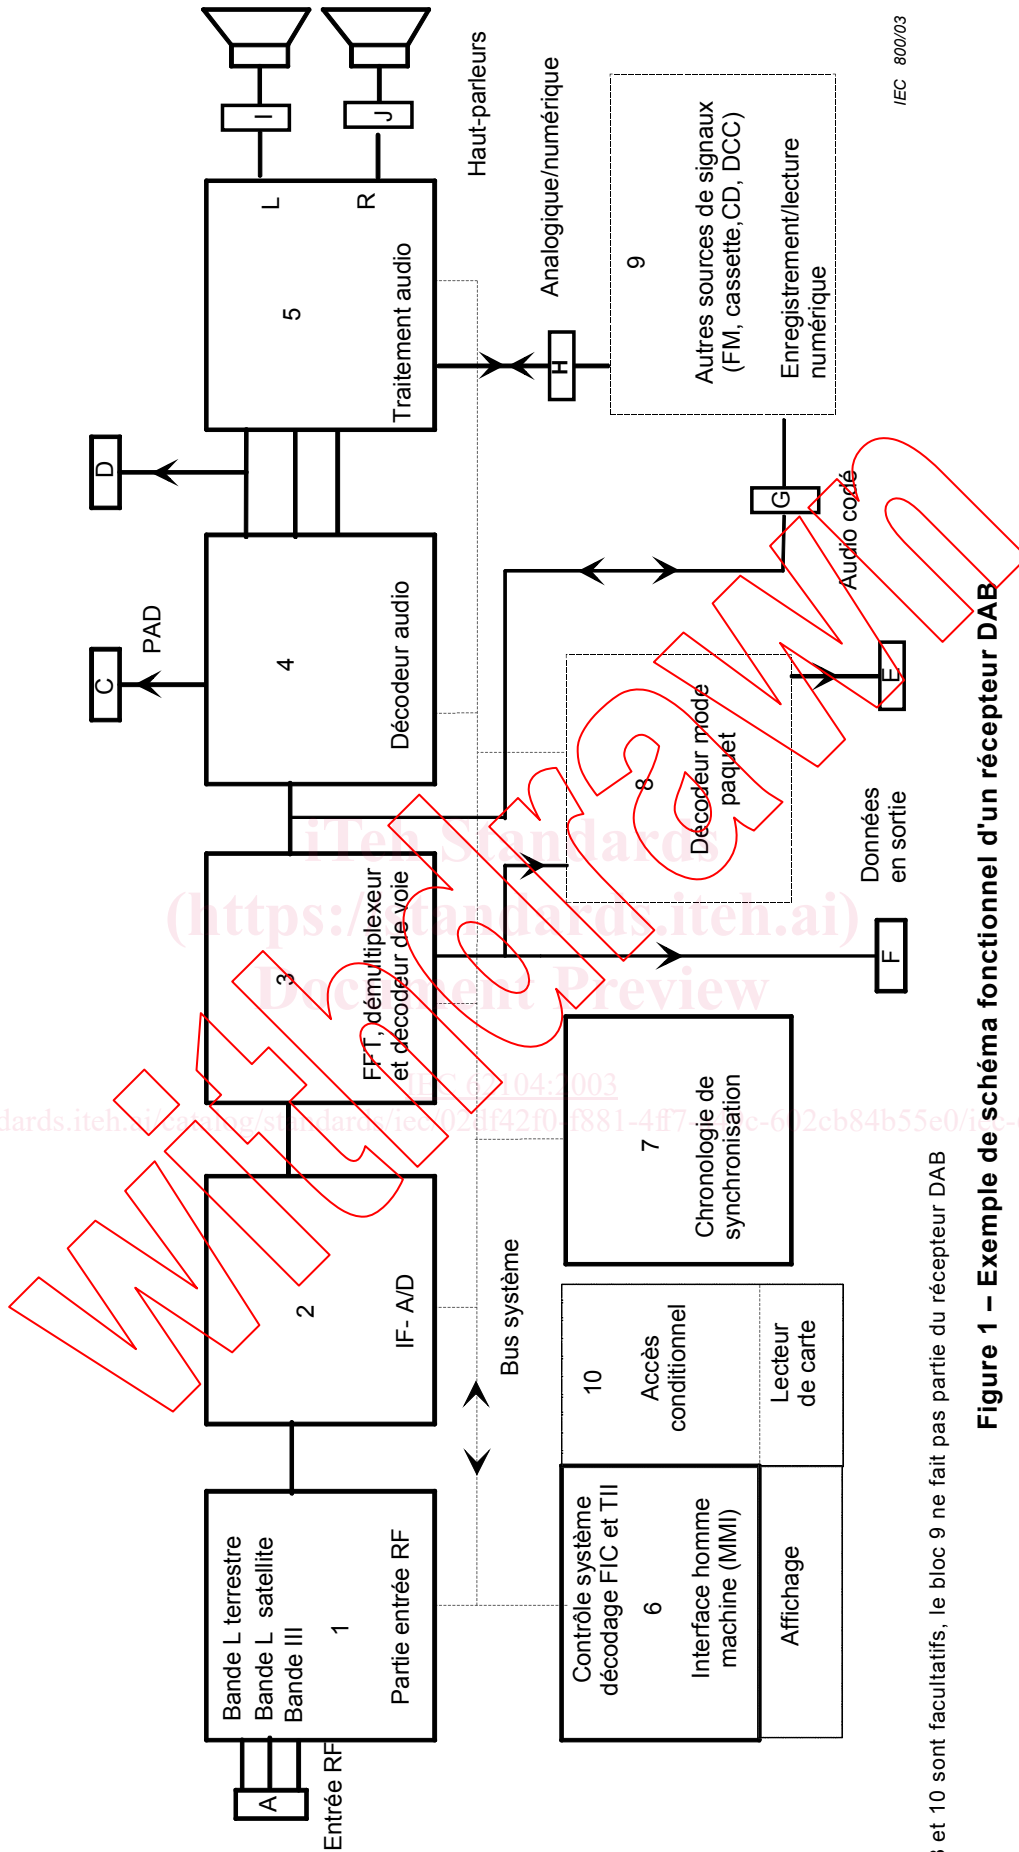 Bande L terrestre
Bande L satellite
Bande III
1
Partie entrée RF
A
Entrée RF
2
IF- A/D
3
FFT, démultiplexeur
et décodeur de voie
4
Décodeur audio
C
PAD
D
5
Traitement audio
L
R
I
J
Haut-parleurs
Bus système
Analogique/numérique
H
9
Autres sources de signaux
(FM, cassette,CD, DCC)
Enregistrement/lecture
numérique
G
Audio codé
8
Décodeur mode
paquet
E
Données
en sortie
F
7
Chronologie de
synchronisation
10
Accès
conditionnel
Lecteur
de carte
Contrôle système
décodage FIC et TII
6
Interface homme
machine (MMI)
Affichage
IEC 800/03
et 10 sont facultatifs, le bloc 9 ne fait pas partie du récepteur DAB
Figure 1 – Exemple de schéma fonctionnel d'un récepteur DAB
Withdrawn
iTeh Standards
(https://standards.iteh.ai)
Document Preview
IEC 62104:2003